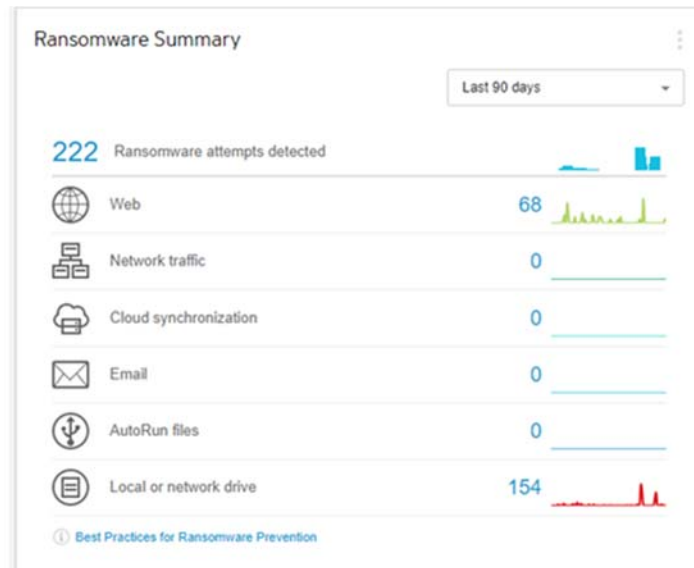 Ransomware Summary
Last 90 days
222 Ransomware attempts detected
Web 68
Network traffic 0
Cloud synchronization 0
Email 0
AutoRun files 0
Local or network drive 154
Best Practices for Ransomware Prevention